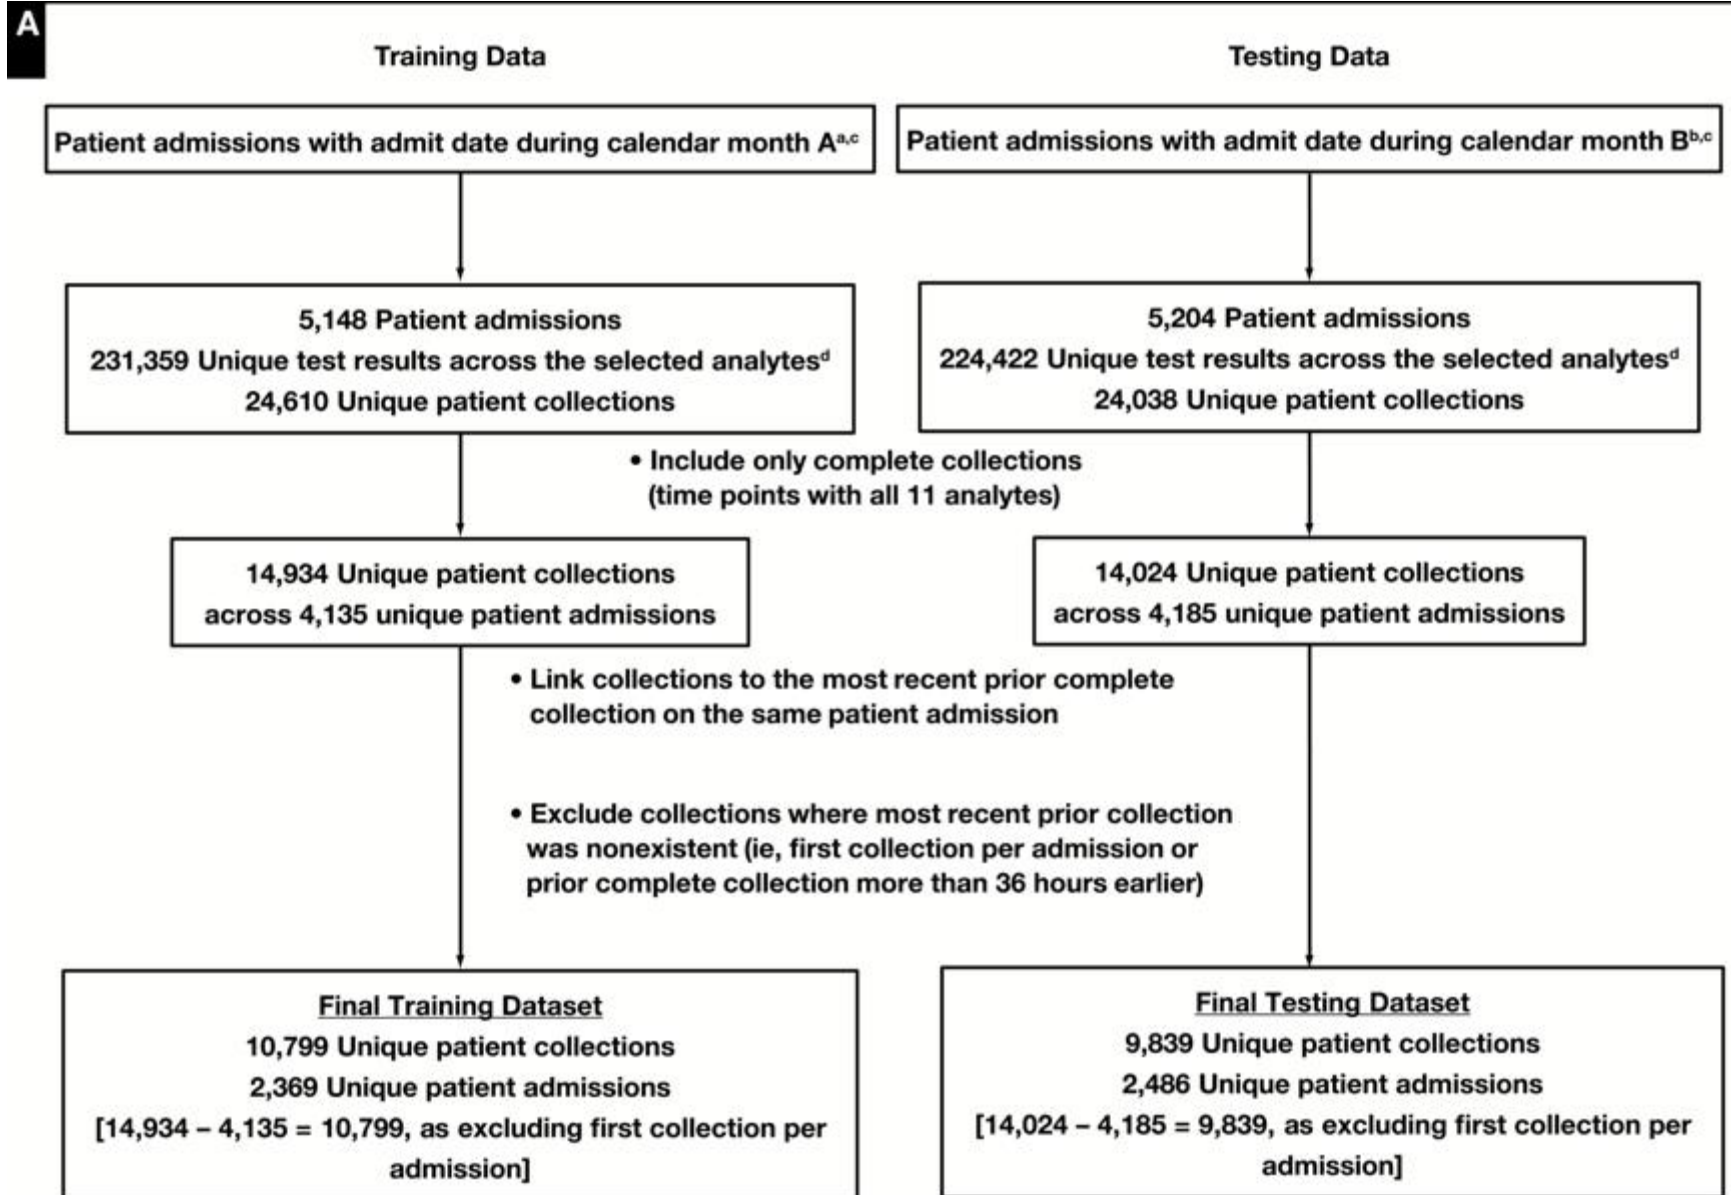 A
Training Data
Testing Data
Patient admissions with admit date during calendar month Aᵃ,ᶜ
Patient admissions with admit date during calendar month Bᵇ,ᶜ
5,148 Patient admissions
231,359 Unique test results across the selected analytesᵈ
24,610 Unique patient collections
5,204 Patient admissions
224,422 Unique test results across the selected analytesᵈ
24,038 Unique patient collections
• Include only complete collections
(time points with all 11 analytes)
14,934 Unique patient collections
across 4,135 unique patient admissions
14,024 Unique patient collections
across 4,185 unique patient admissions
• Link collections to the most recent prior complete
collection on the same patient admission
• Exclude collections where most recent prior collection
was nonexistent (ie, first collection per admission or
prior complete collection more than 36 hours earlier)
Final Training Dataset
10,799 Unique patient collections
2,369 Unique patient admissions
[14,934 – 4,135 = 10,799, as excluding first collection per
admission]
Final Testing Dataset
9,839 Unique patient collections
2,486 Unique patient admissions
[14,024 – 4,185 = 9,839, as excluding first collection per
admission]